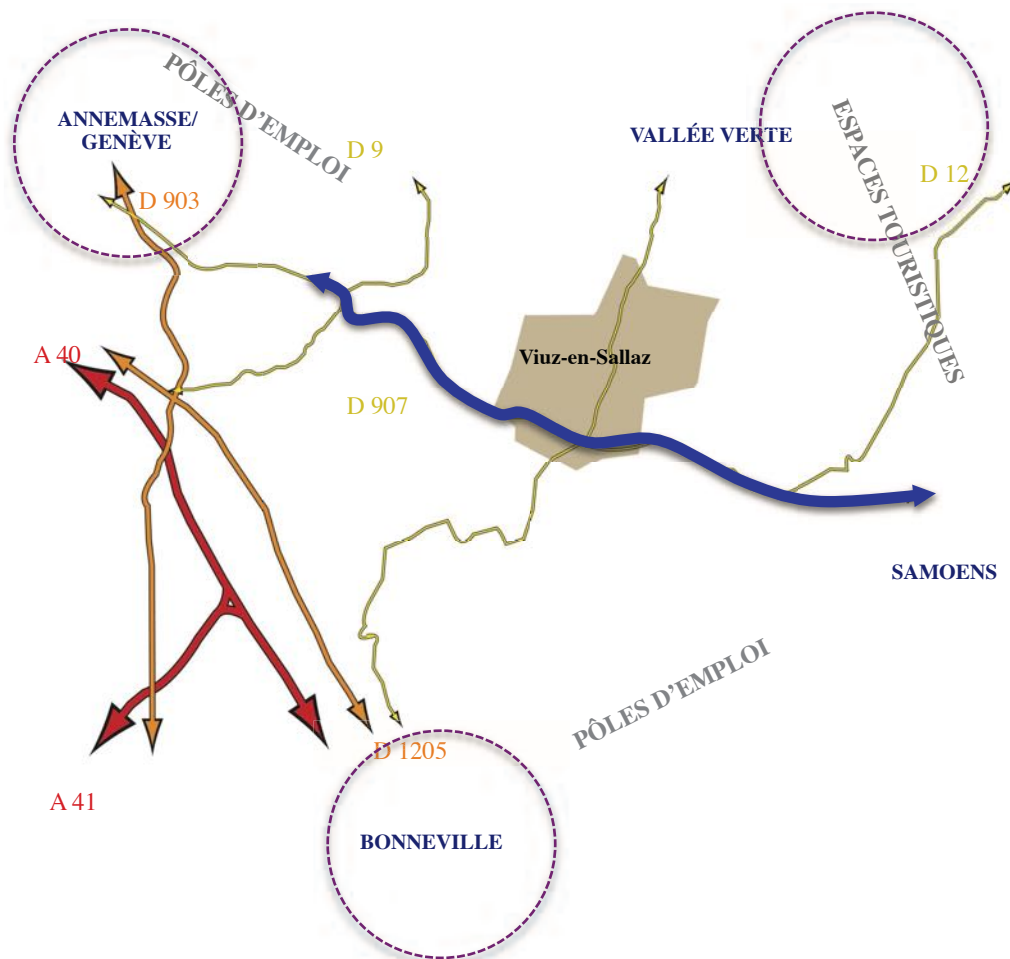 PÔLES D'EMPLOI
ANNEMASSE/
GENÈVE
D 9
VALLÉE VERTE
ESPACES TOURISTIQUES
D 12
D 903
A 40
Viuz-en-Sallaz
D 907
SAMOENS
PÔLES D'EMPLOI
D 1205
A 41
BONNEVILLE